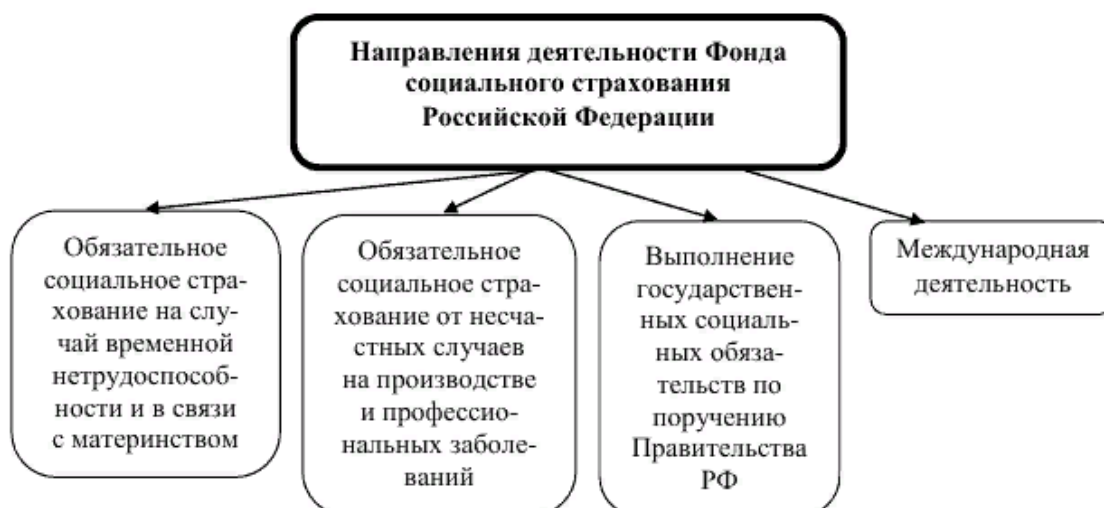 Направления деятельности Фонда
социального страхования
Российской Федерации
Обязательное
социальное стра-
хование на слу-
чай временной
нетрудоспособ-
ности и в связи
с материнством
Обязательное
социальное стра-
хование от несча-
стных случаев
на производстве
и профессио-
нальных заболе-
ваний
Выполнение
государствен-
ных социаль-
ных обяза-
тельств по
поручению
Правительства
РФ
Международная
деятельность